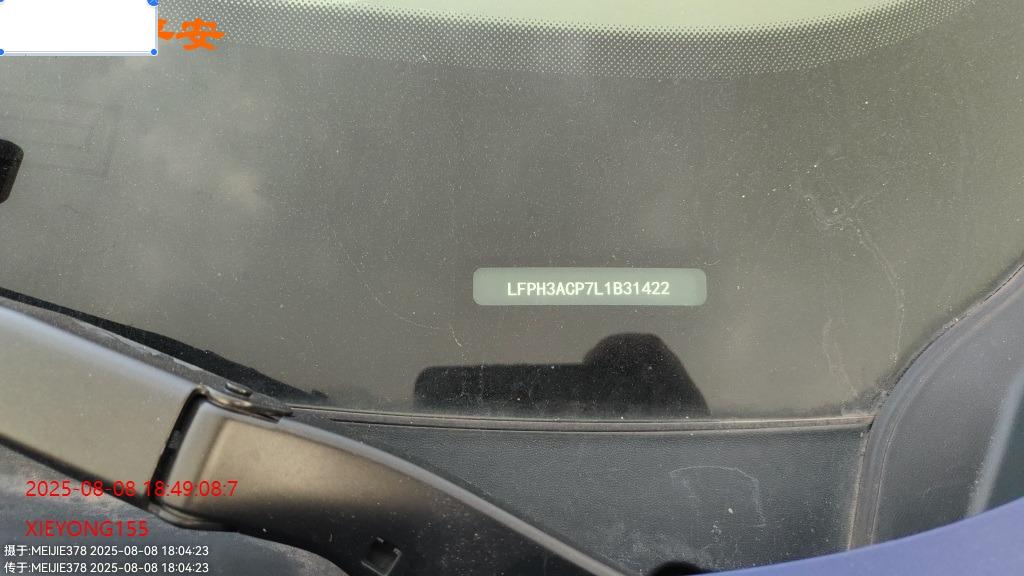 平安
LFPH3ACP7L1B31422
2025-08-08 18:49:08:7
XIEYONG155
摄于:MEIJIE378 2025-08-08 18:04:23
传于:MEIJIE378 2025-08-08 18:04:23